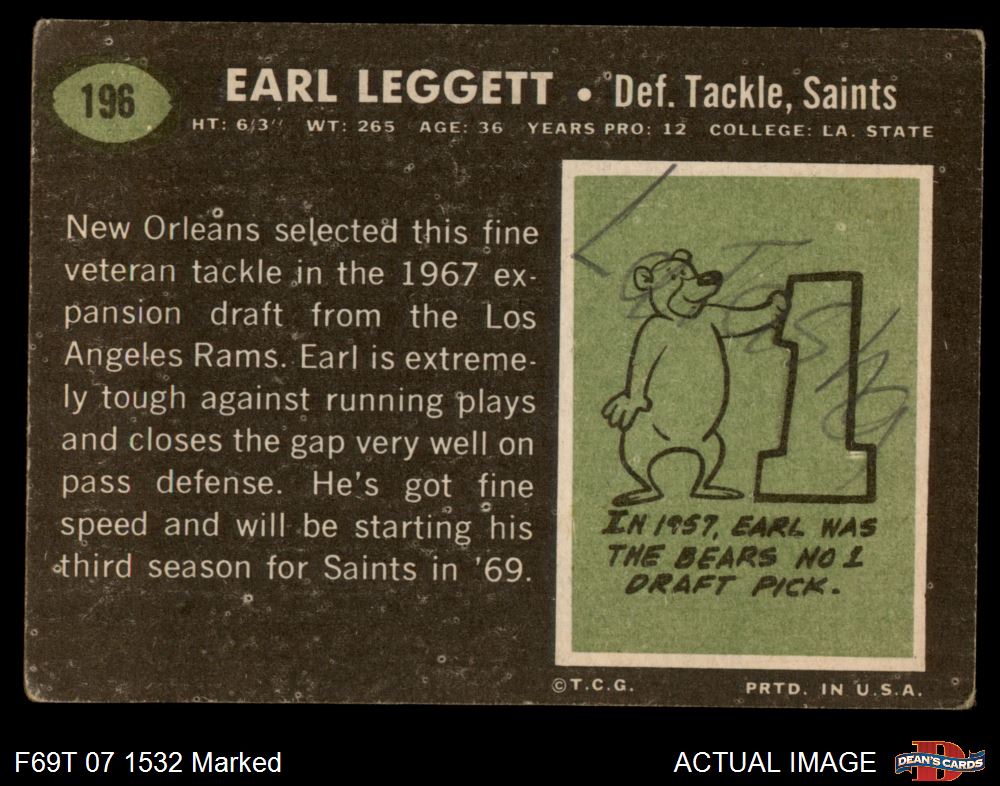 196
EARL LEGGETT • Def. Tackle, Saints
HT: 6/3" WT: 265 AGE: 36 YEARS PRO: 12 COLLEGE: LA. STATE
New Orleans selected this fine
veteran tackle in the 1967 ex-
pansion draft from the Los
Angeles Rams. Earl is extreme-
ly tough against running plays
and closes the gap very well on
pass defense. He's got fine
speed and will be starting his
third season for Saints in '69.
1
IN 1957, EARL WAS
THE BEARS NO 1
DRAFT PICK.
©T.C.G. PRTD. IN U.S.A.
F69T 07 1532 Marked
ACTUAL IMAGE
D
DEAN'S CARDS